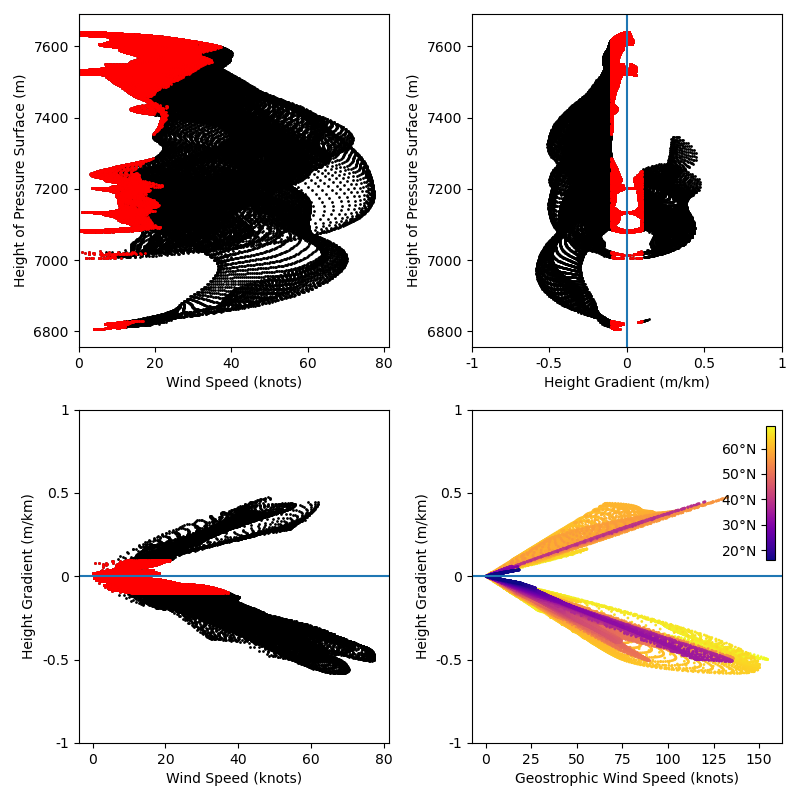 7600
7400
7200
7000
6800
Height of Pressure Surface (m)
0 20 40 60 80
Wind Speed (knots)
7600
7400
7200
7000
6800
Height of Pressure Surface (m)
-1 -0.5 0 0.5 1
Height Gradient (m/km)
1
0.5
0
-0.5
-1
Height Gradient (m/km)
0 20 40 60 80
Wind Speed (knots)
1
0.5
0
-0.5
-1
Height Gradient (m/km)
60°N
50°N
40°N
30°N
20°N
0 25 50 75 100 125 150
Geostrophic Wind Speed (knots)